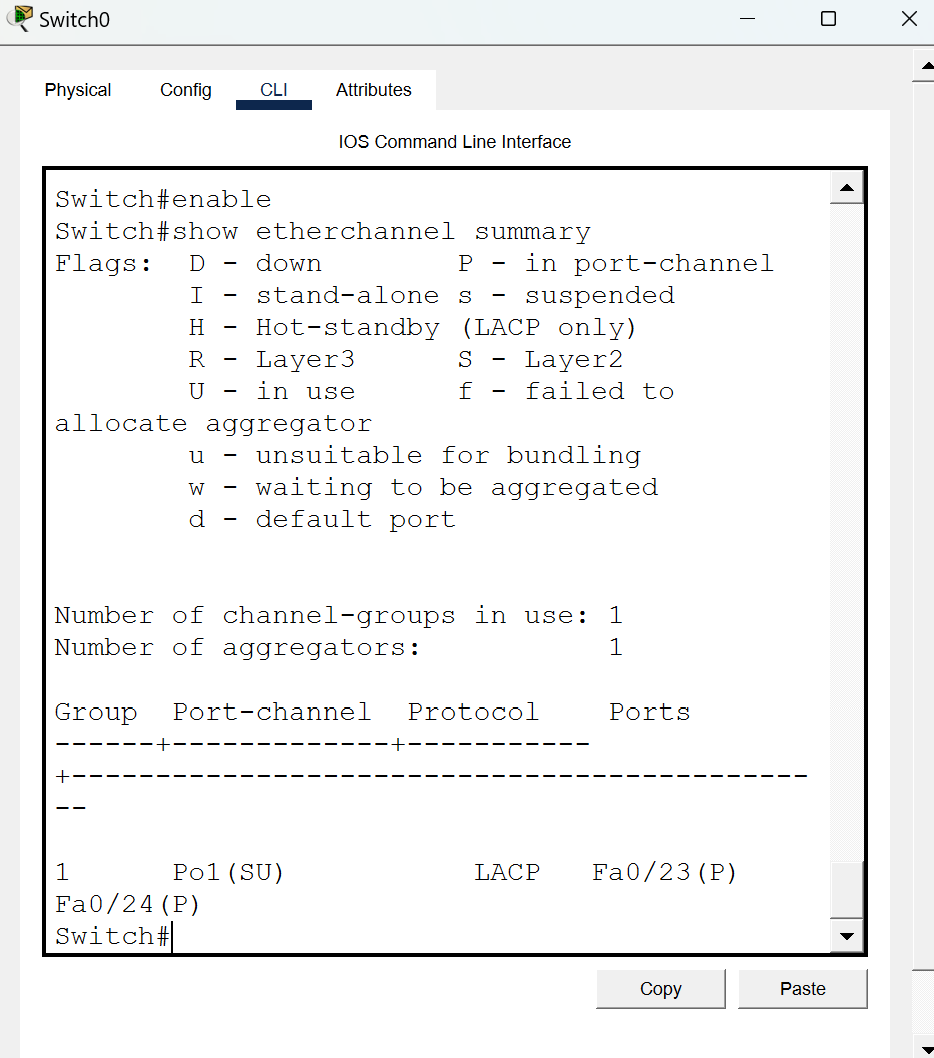 Switch0
Physical Config CLI Attributes
IOS Command Line Interface
Switch#enable
Switch#show etherchannel summary
Flags:  D - down        P - in port-channel
        I - stand-alone s - suspended
        H - Hot-standby (LACP only)
        R - Layer3      S - Layer2
        U - in use      f - failed to
allocate aggregator
        u - unsuitable for bundling
        w - waiting to be aggregated
        d - default port
Number of channel-groups in use: 1
Number of aggregators:           1
Group  Port-channel  Protocol    Ports
------+-------------+-----------
+--------------------------------------------
--
1      Po1(SU)           LACP   Fa0/23(P)
Fa0/24(P)
Switch#
Copy Paste